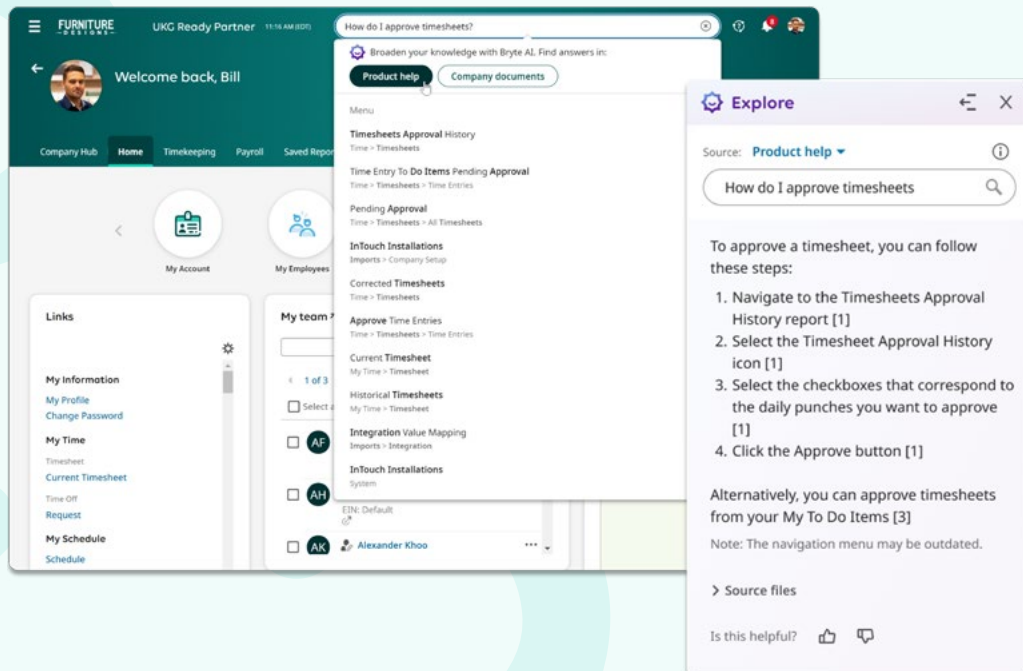 FURNITURE
-DESIGNS-
UKG Ready Partner
11:16 AM (EDT)
How do I approve timesheets?
Welcome back, Bill
Broaden your knowledge with Bryte AI. Find answers in:
Product help
Company documents
Company Hub
Home
Timekeeping
Payroll
Saved Repor
Menu
Timesheets Approval History
Time > Timesheets
Time Entry To Do Items Pending Approval
Time > Timesheets > Time Entries
Pending Approval
Time > Timesheets > All Timesheets
InTouch Installations
Imports > Company Setup
Corrected Timesheets
Time > Timesheets
Approve Time Entries
Time > Timesheets > Time Entries
Current Timesheet
My Time > Timesheet
Historical Timesheets
My Time > Timesheet
Integration Value Mapping
Imports > Integration
InTouch Installations
System
My Account
My Employees
Links
My Information
My Profile
Change Password
My Time
Timesheet
Current Timesheet
Time Off
Request
My Schedule
Schedule
My team
1 of 3
Select a
AF
AH
EIN: Default
AK
Alexander Khoo
Explore
Source: Product help
How do I approve timesheets
To approve a timesheet, you can follow
these steps:
1. Navigate to the Timesheets Approval
History report [1]
2. Select the Timesheet Approval History
icon [1]
3. Select the checkboxes that correspond to
the daily punches you want to approve
[1]
4. Click the Approve button [1]
Alternatively, you can approve timesheets
from your My To Do Items [3]
Note: The navigation menu may be outdated.
> Source files
Is this helpful?